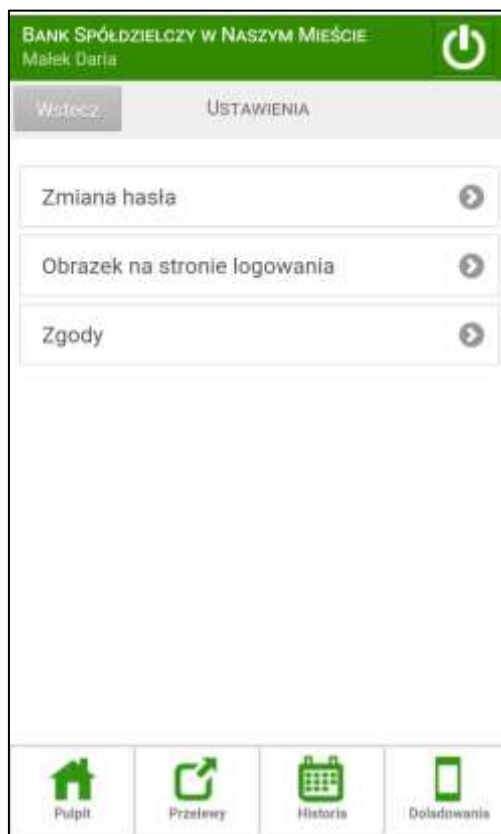 BANK SPÓŁDZIELCZY W NASZYM MIEŚCIE
Małek Daria
Wstecz
USTAWIENIA
Zmiana hasła
Obrazek na stronie logowania
Zgody
Pulpit
Przelewy
Historia
Doładowania